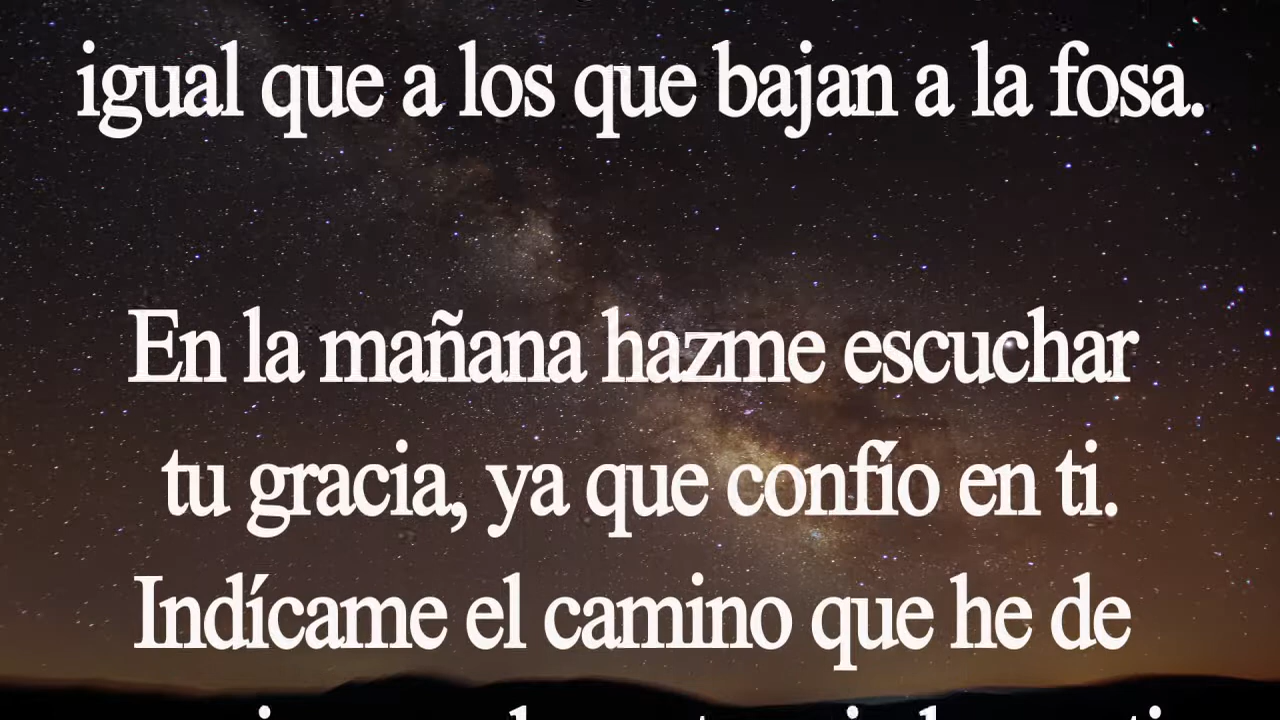 igual que a los que bajan a la fosa.
En la mañana hazme escuchar
tu gracia, ya que confío en ti.
Indícame el camino que he de